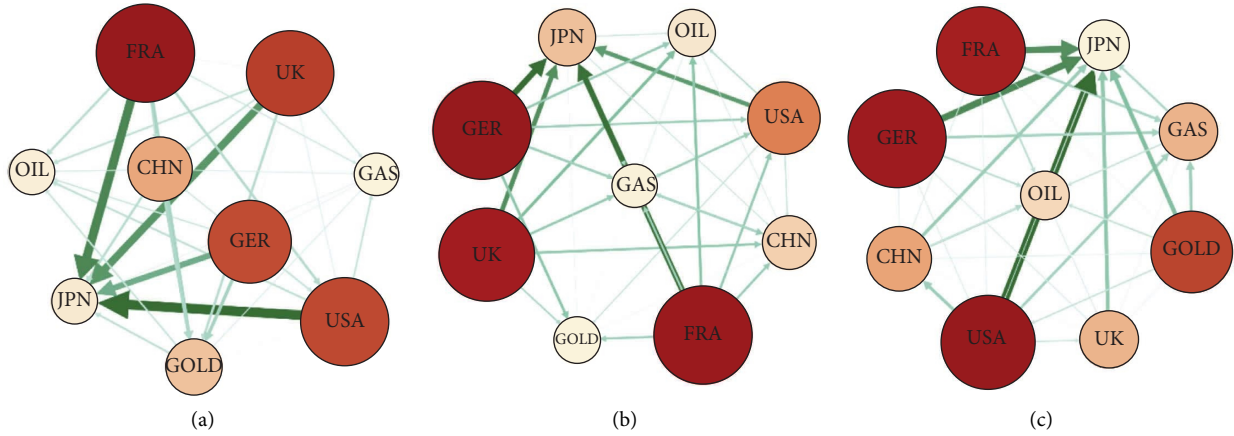 FRA
UK
OIL
CHN
GAS
GER
JPN
USA
GOLD
(a)
JPN
OIL
USA
GER
GAS
CHN
UK
GOLD
FRA
(b)
FRA
JPN
GAS
GER
OIL
CHN
GOLD
USA
UK
(c)